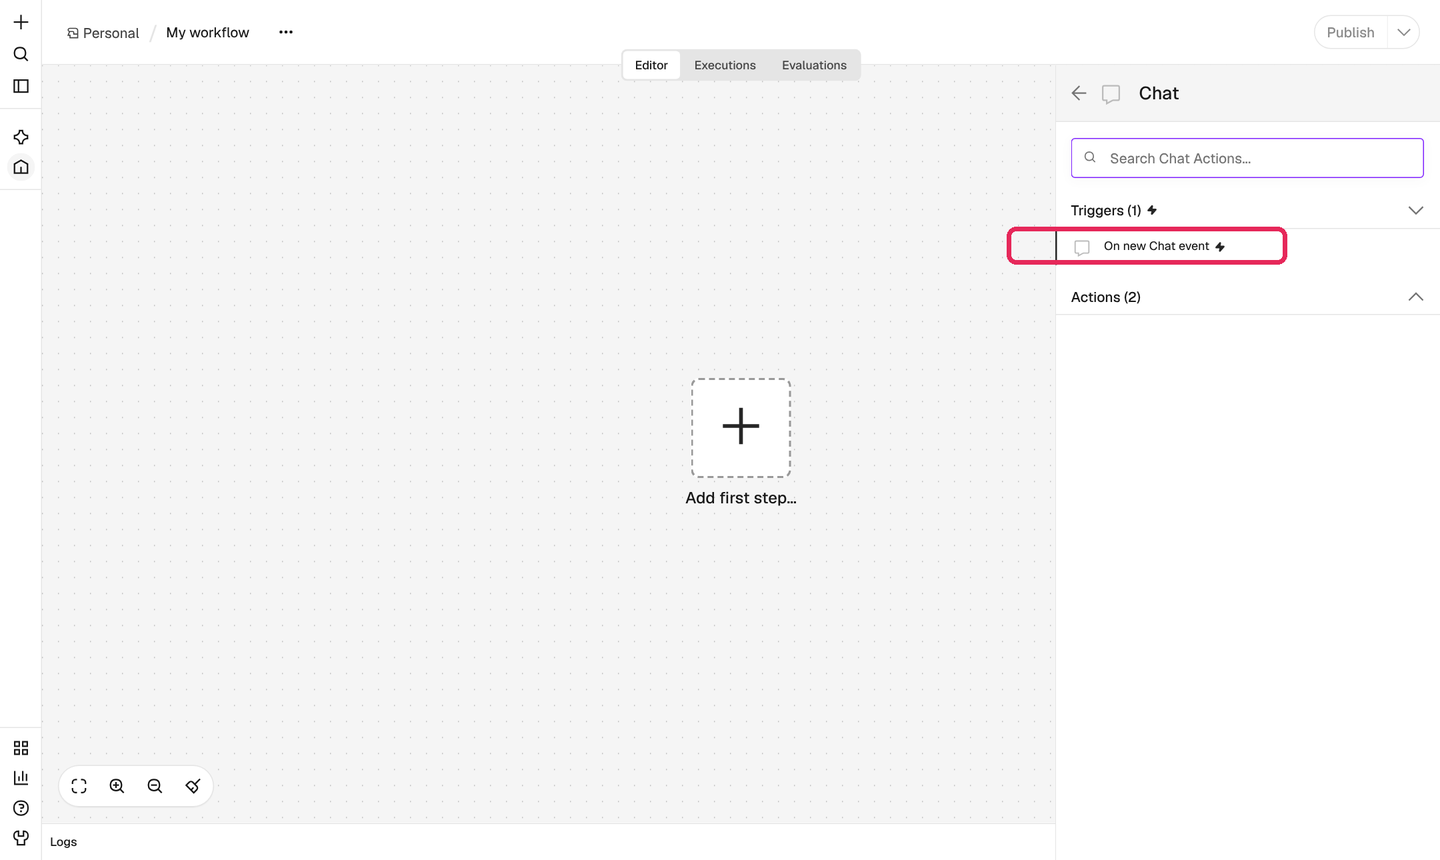 Personal / My workflow ...
Publish
Editor Executions Evaluations
Chat
Search Chat Actions...
Triggers (1)
On new Chat event
Actions (2)
Add first step...
Logs